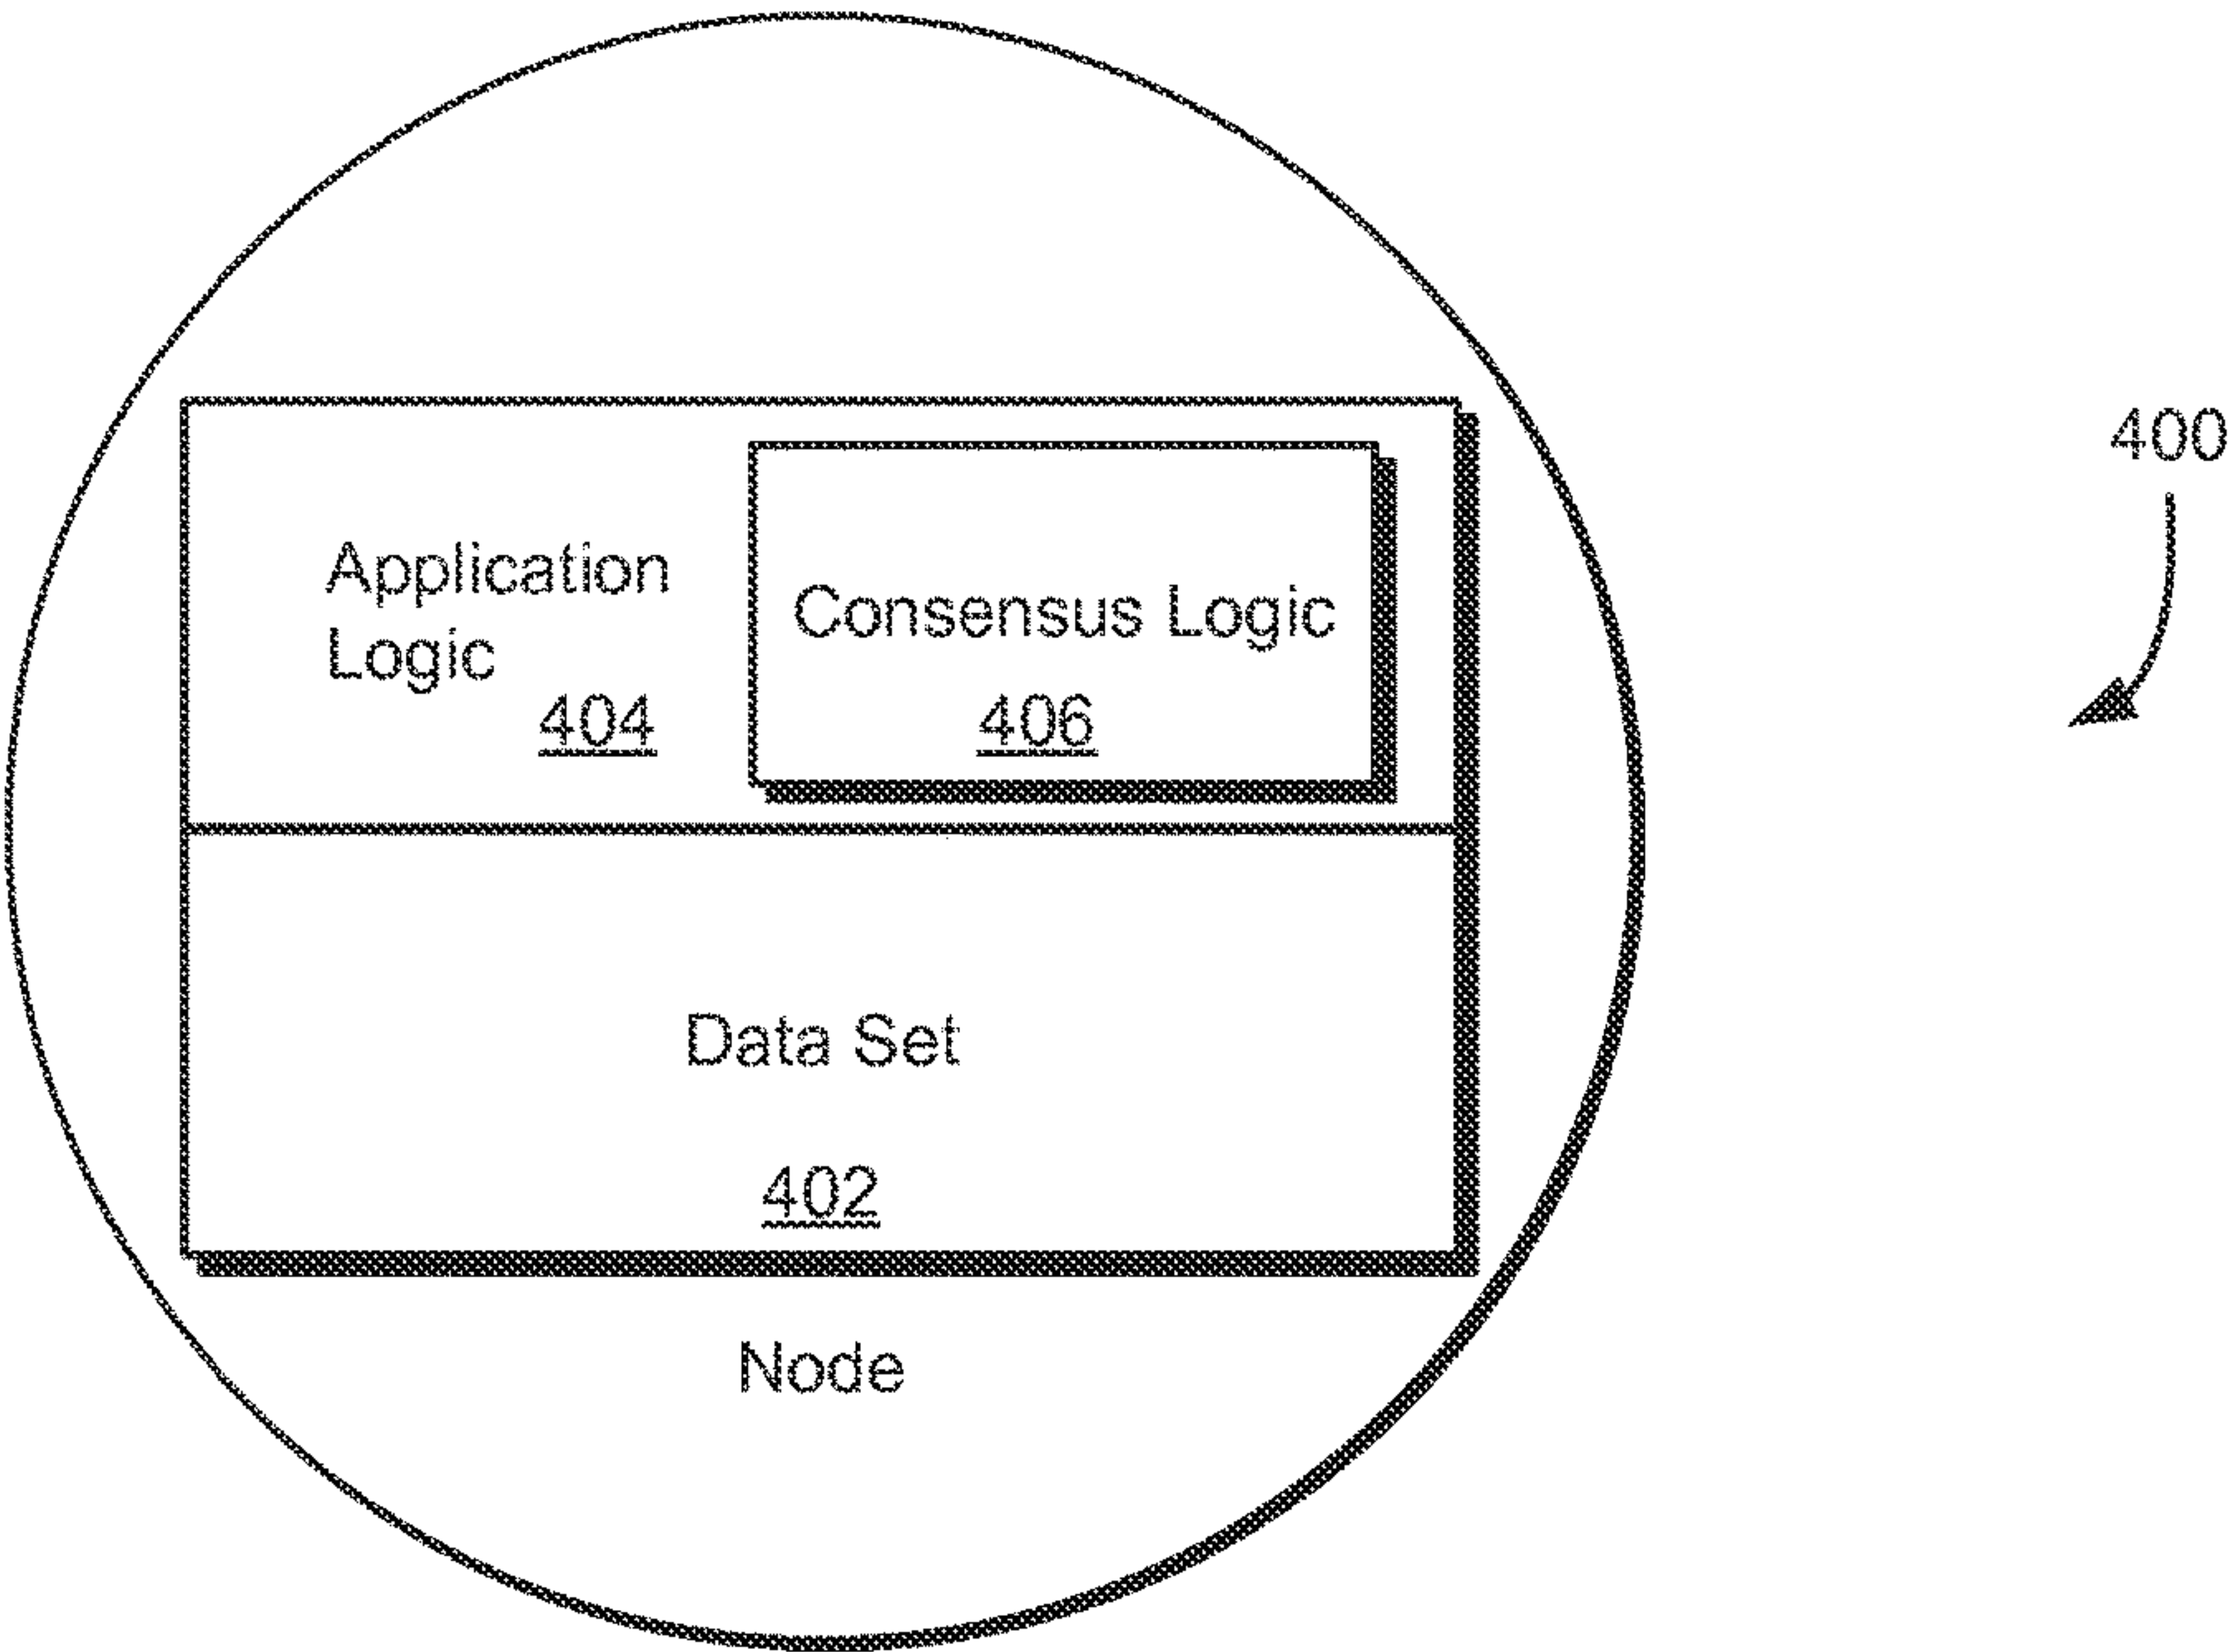 400
Application
Logic
404
Consensus Logic
406
Data Set
402
Node